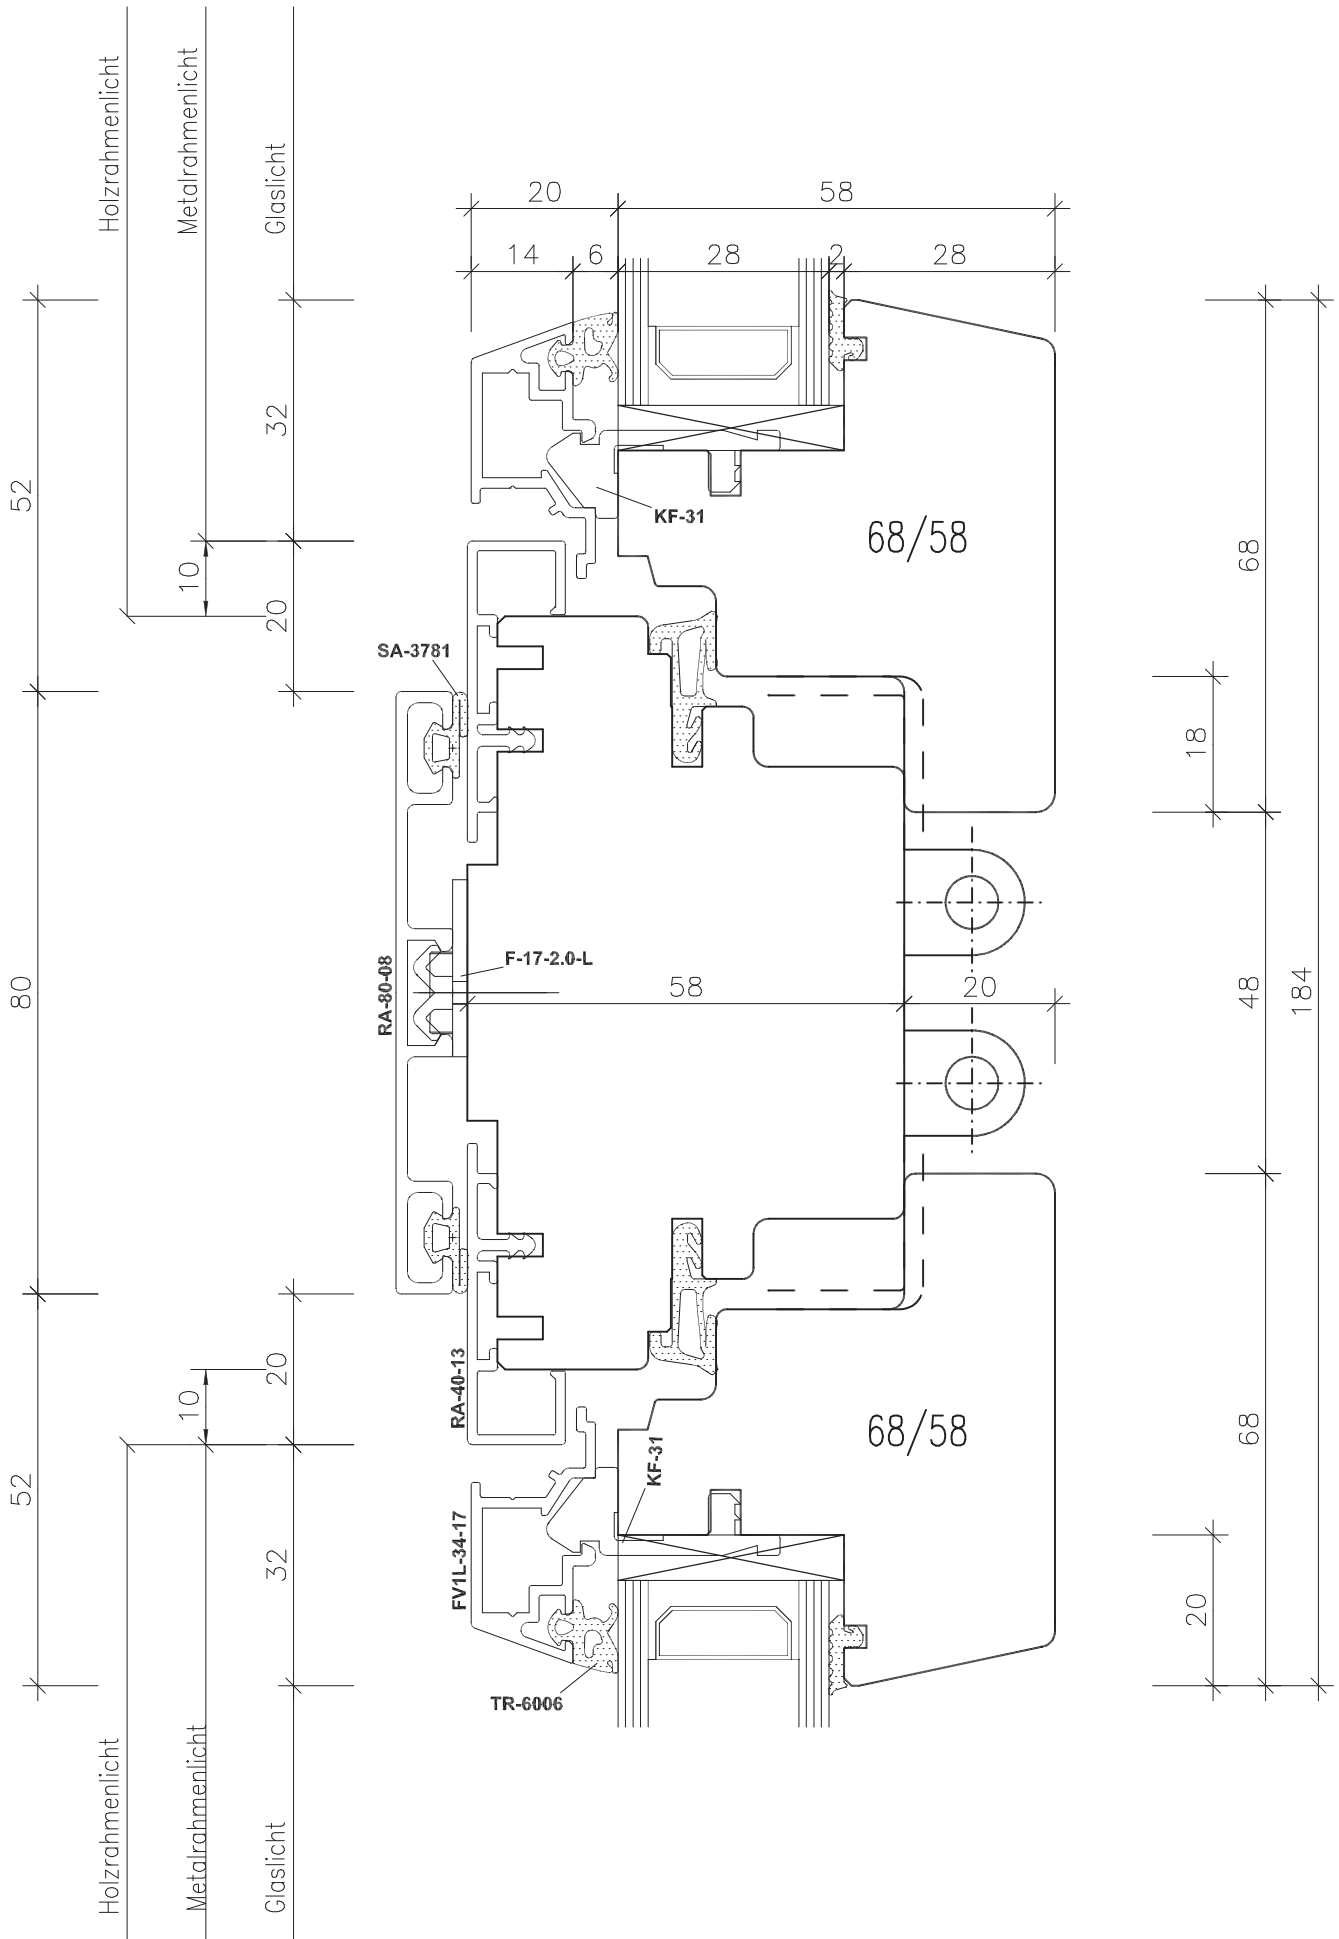 Holzrahmenlicht
Metalrahmenlicht
Glaslicht
20
58
14
6
28
2
28
52
32
10
20
KF-31
68/58
68
SA-3781
18
80
RA-80-08
F-17-2.0-L
58
20
48
184
52
20
10
32
RA-40-13
KF-31
68/58
68
FV1L-34-17
20
TR-6006
Holzrahmenlicht
Metalrahmenlicht
Glaslicht